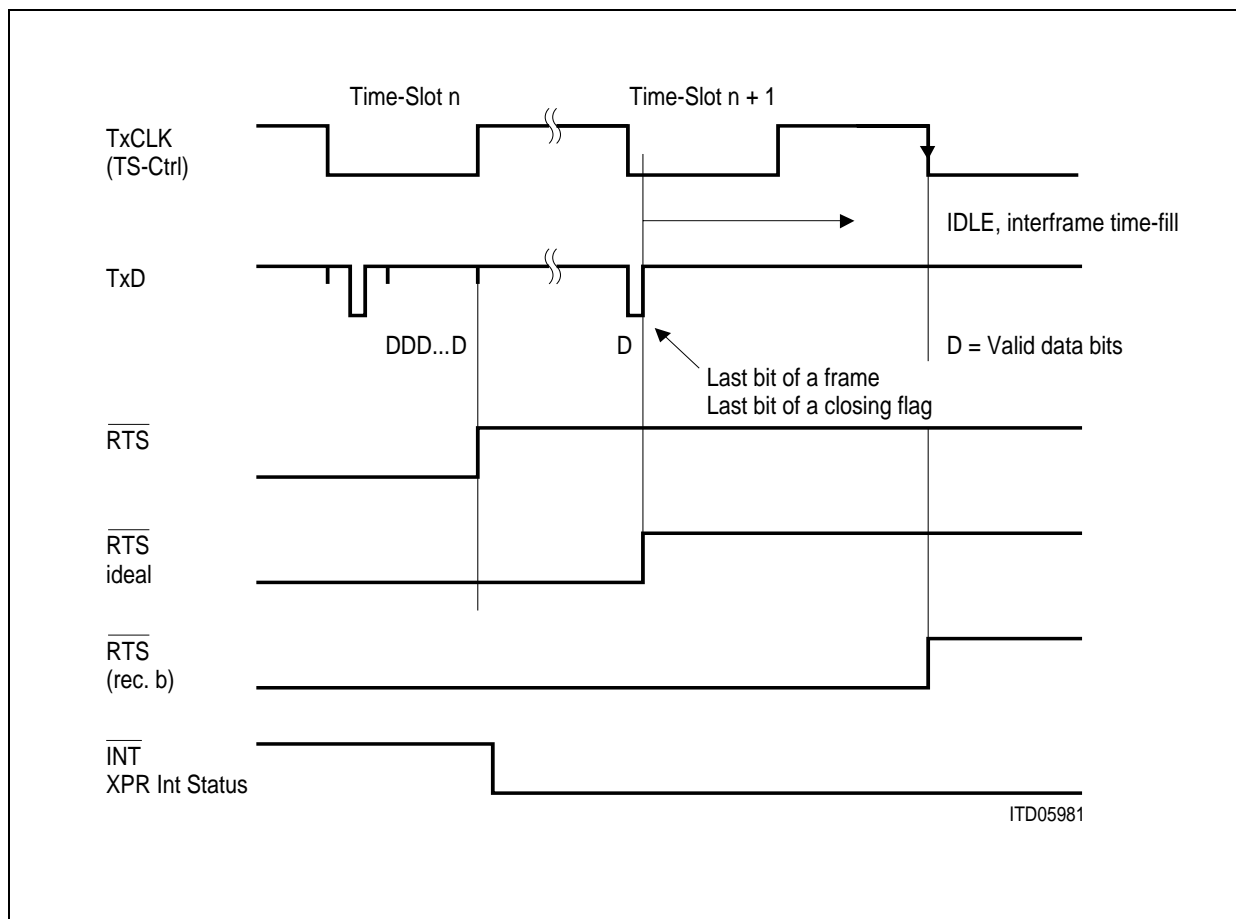 Time-Slot n
Time-Slot n + 1
TxCLK
(TS-Ctrl)
IDLE, interframe time-fill
TxD
DDD...D
D
D = Valid data bits
Last bit of a frame
Last bit of a closing flag
RTS
RTS
ideal
RTS
(rec. b)
INT
XPR Int Status
ITD05981